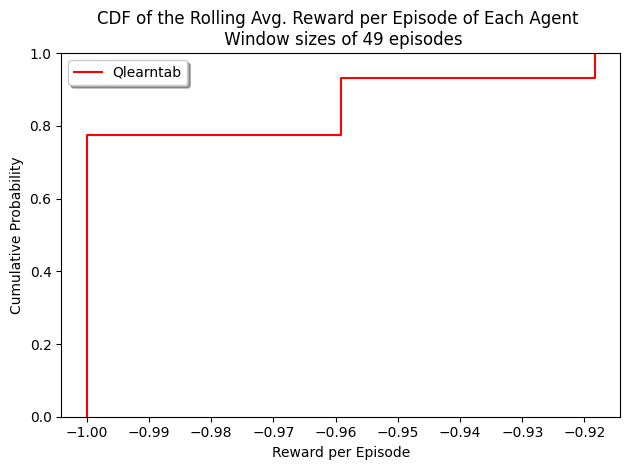 CDF of the Rolling Avg. Reward per Episode of Each Agent
Window sizes of 49 episodes
Qlearntab
Cumulative Probability
1.0
0.8
0.6
0.4
0.2
0.0
−1.00 −0.99 −0.98 −0.97 −0.96 −0.95 −0.94 −0.93 −0.92
Reward per Episode